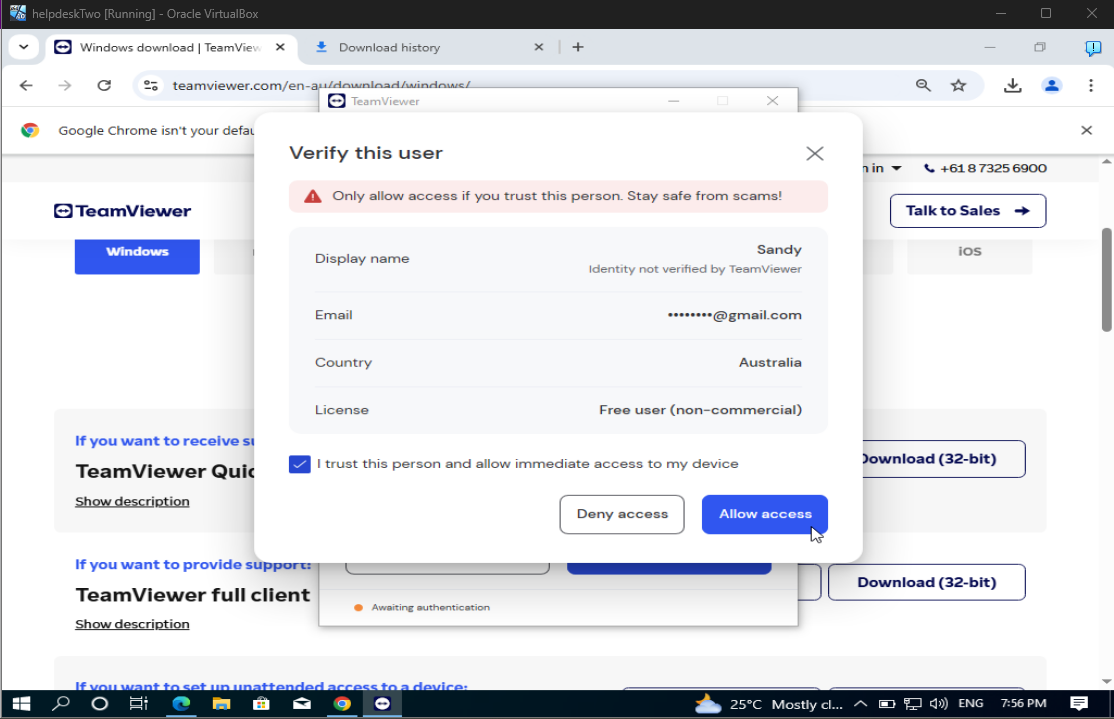 helpdeskTwo [Running] - Oracle VirtualBox
Windows download | TeamView
Download history
teamviewer.com/en-au/download/windows/
TeamViewer
Google Chrome isn't your defau
Verify this user
n in
+61 8 7325 6900
Only allow access if you trust this person. Stay safe from scams!
TeamViewer
Talk to Sales
Windows
iOS
Display name
Sandy
Identity not verified by TeamViewer
Email
••••••••@gmail.com
Country
Australia
License
Free user (non-commercial)
If you want to receive su
TeamViewer Quic
Download (32-bit)
Show description
I trust this person and allow immediate access to my device
Deny access
Allow access
If you want to provide support:
TeamViewer full client
Download (32-bit)
Show description
Awaiting authentication
If you want to set up unattended access to a device:
25°C Mostly cl...
ENG
7:56 PM